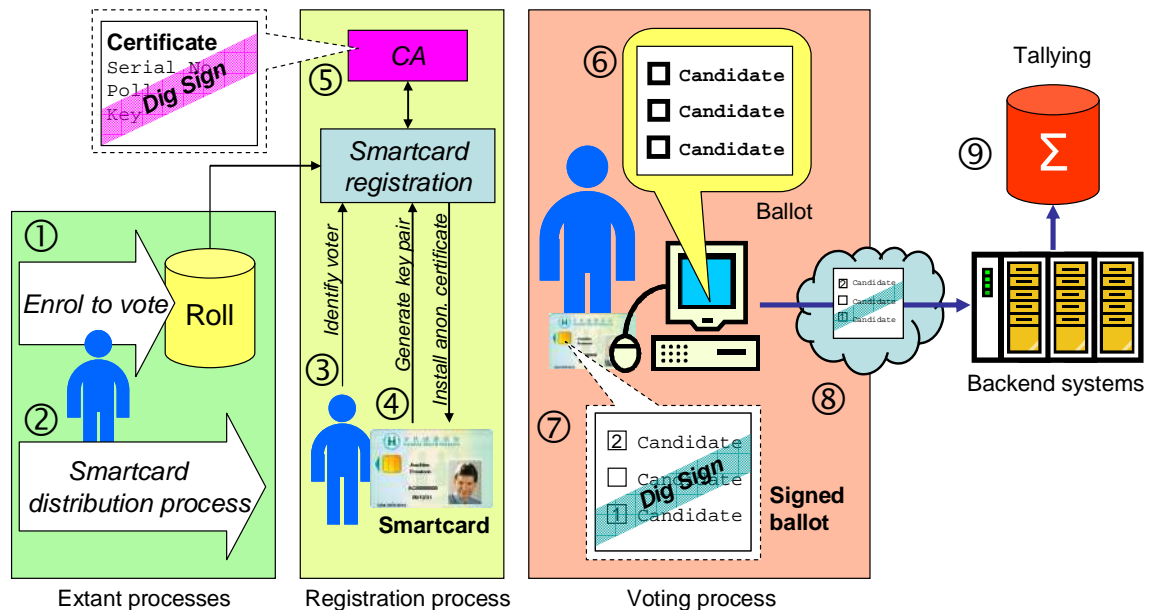 Certificate
Serial No
Poll
Key
Dig Sign
⑤
CA
Smartcard
registration
①
Enrol to vote
Roll
②
Smartcard
distribution process
Extant processes
Identify voter
Generate key pair
Install anon. certificate
③
④
Smartcard
Registration process
⑥
Candidate
Candidate
Candidate
Ballot
⑦
2 Candidate
Candidate
1 Candidate
Dig Sign
Signed
ballot
Voting process
2 Candidate
Candidate
1 Candidate
⑧
Tallying
⑨
Σ
Backend systems